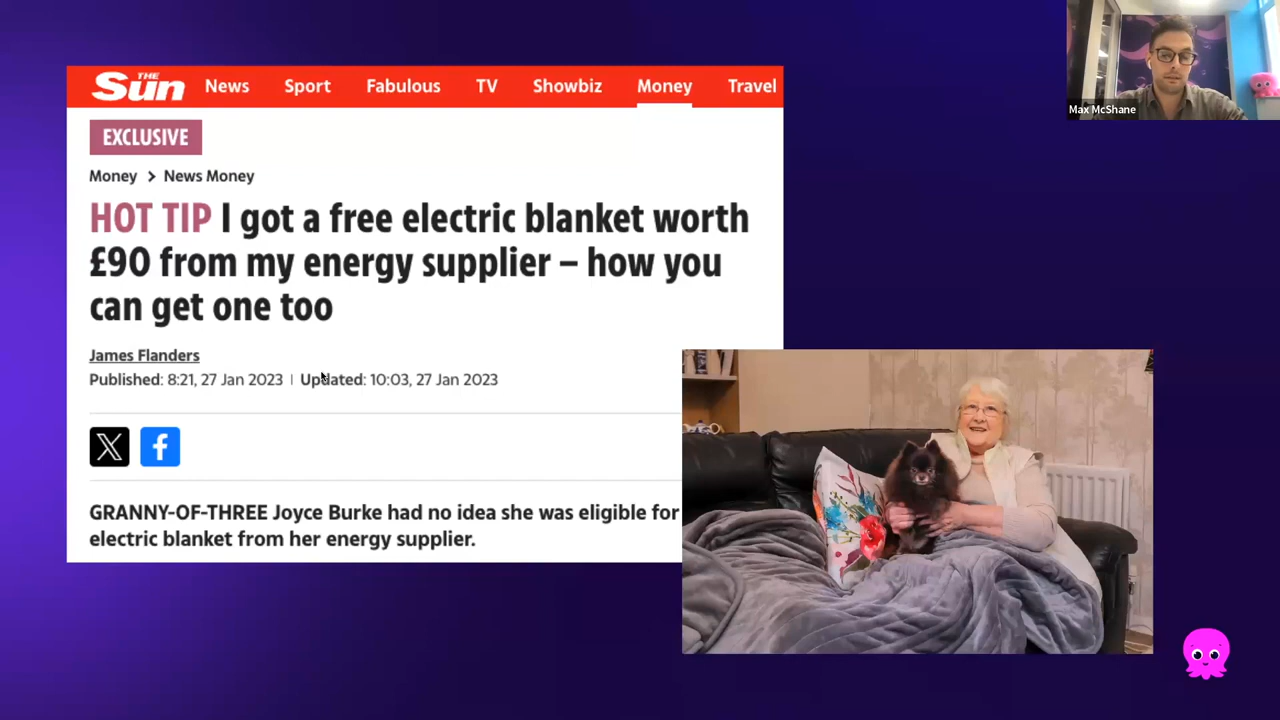 THE Sun News Sport Fabulous TV Showbiz Money Travel
EXCLUSIVE
Money > News Money
HOT TIP I got a free electric blanket worth
£90 from my energy supplier – how you
can get one too
James Flanders
Published: 8:21, 27 Jan 2023 | Updated: 10:03, 27 Jan 2023
GRANNY-OF-THREE Joyce Burke had no idea she was eligible for
electric blanket from her energy supplier.
Max McShane